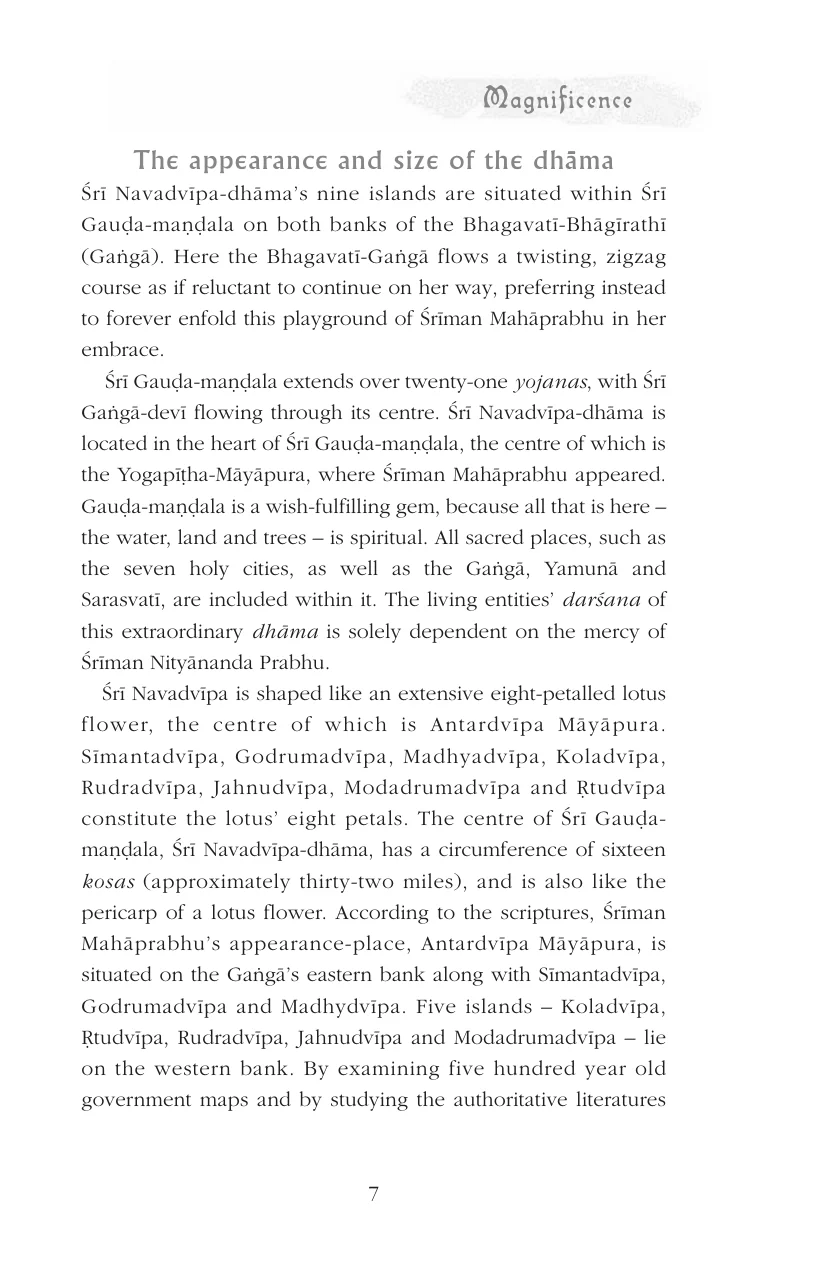 Magnificence
The appearance and size of the dhāma
Śrī Navadvīpa-dhāma’s nine islands are situated within Śrī
Gauḍa-maṇḍala on both banks of the Bhagavatī-Bhāgīrathī
(Gaṅgā). Here the Bhagavatī-Gaṅgā flows a twisting, zigzag
course as if reluctant to continue on her way, preferring instead
to forever enfold this playground of Śrīman Mahāprabhu in her
embrace.
Śrī Gauḍa-maṇḍala extends over twenty-one yojanas, with Śrī
Gaṅgā-devī flowing through its centre. Śrī Navadvīpa-dhāma is
located in the heart of Śrī Gauḍa-maṇḍala, the centre of which is
the Yogapīṭha-Māyāpura, where Śrīman Mahāprabhu appeared.
Gauḍa-maṇḍala is a wish-fulfilling gem, because all that is here –
the water, land and trees – is spiritual. All sacred places, such as
the seven holy cities, as well as the Gaṅgā, Yamunā and
Sarasvatī, are included within it. The living entities’ darśana of
this extraordinary dhāma is solely dependent on the mercy of
Śrīman Nityānanda Prabhu.
Śrī Navadvīpa is shaped like an extensive eight-petalled lotus
flower, the centre of which is Antardvīpa Māyāpura.
Sīmantadvīpa, Godrumadvīpa, Madhyadvīpa, Koladvīpa,
Rudradvīpa, Jahnudvīpa, Modadrumadvīpa and Ṛtudvīpa
constitute the lotus’ eight petals. The centre of Śrī Gauḍa-
maṇḍala, Śrī Navadvīpa-dhāma, has a circumference of sixteen
kosas (approximately thirty-two miles), and is also like the
pericarp of a lotus flower. According to the scriptures, Śrīman
Mahāprabhu’s appearance-place, Antardvīpa Māyāpura, is
situated on the Gaṅgā’s eastern bank along with Sīmantadvīpa,
Godrumadvīpa and Madhydvīpa. Five islands – Koladvīpa,
Ṛtudvīpa, Rudradvīpa, Jahnudvīpa and Modadrumadvīpa – lie
on the western bank. By examining five hundred year old
government maps and by studying the authoritative literatures
7